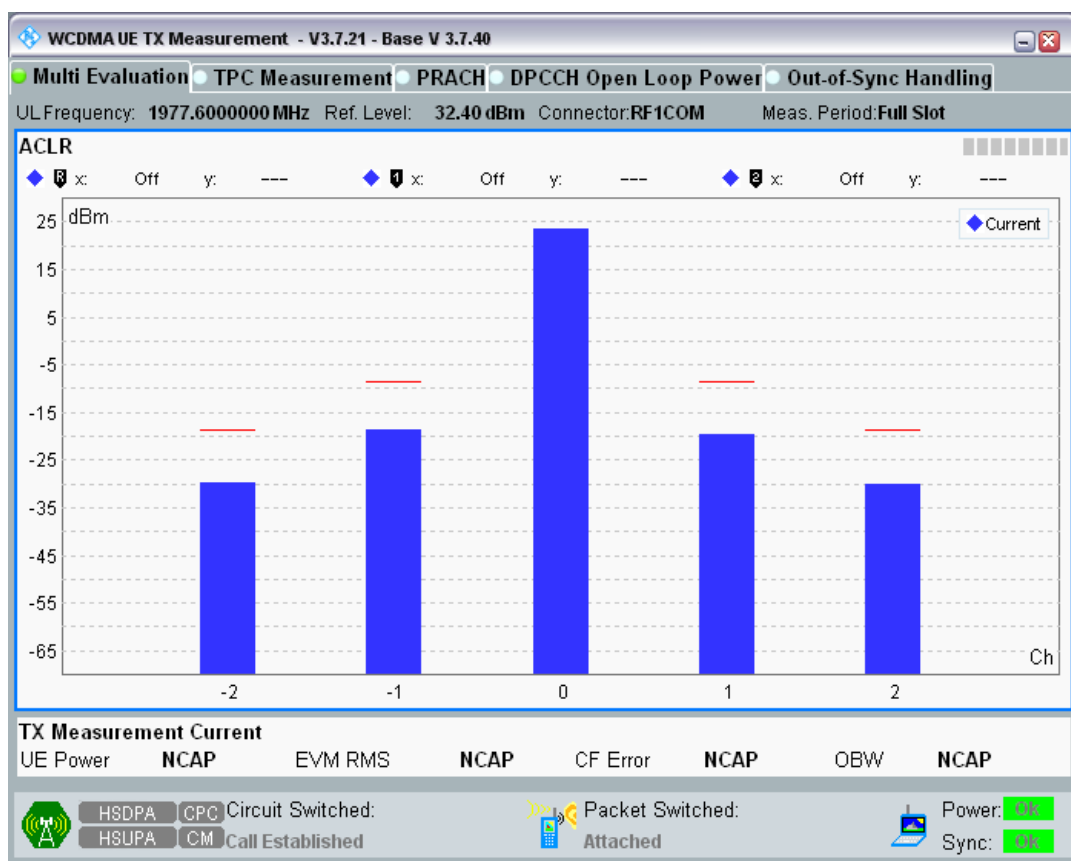 WCDMA UE TX Measurement - V3.7.21 - Base V 3.7.40
Multi Evaluation TPC Measurement PRACH DPCCH Open Loop Power Out-of-Sync Handling
UL Frequency: 1977.6000000 MHz Ref. Level: 32.40 dBm Connector:RF1COM Meas. Period:Full Slot
ACLR
R x: Off y: --- 1 x: Off y: --- 2 x: Off y: ---
dBm
Current
25
15
5
-5
-15
-25
-35
-45
-55
-65
Ch
-2 -1 0 1 2
TX Measurement Current
UE Power NCAP EVM RMS NCAP CF Error NCAP OBW NCAP
HSDPA CPC Circuit Switched: Packet Switched: Power: OK
HSUPA CM Call Established Attached Sync: OK